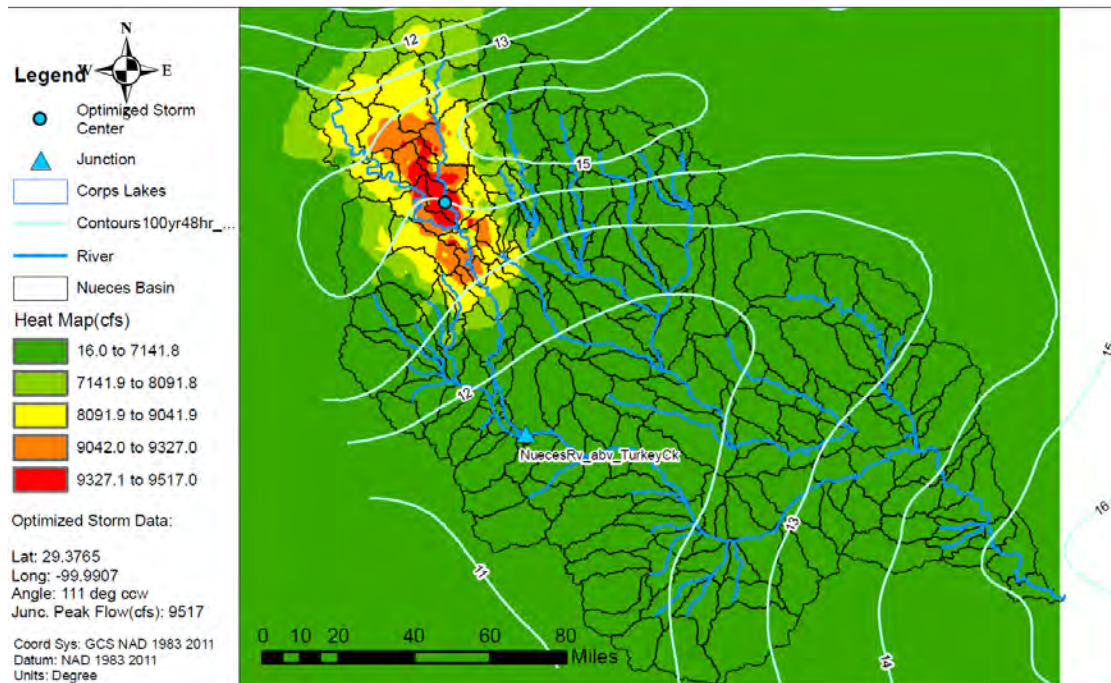 N
W
E
S
Legend
Optimized Storm
Center
Junction
Corps Lakes
Contours100yr48hr_...
River
Nueces Basin
Heat Map(cfs)
16.0 to 7141.8
7141.9 to 8091.8
8091.9 to 9041.9
9042.0 to 9327.0
9327.1 to 9517.0
Optimized Storm Data:
Lat: 29.3765
Long: -99.9907
Angle: 111 deg ccw
Junc. Peak Flow(cfs): 9517
Coord Sys: GCS NAD 1983 2011
Datum: NAD 1983 2011
Units: Degree
12
13
15
12
NuecesRv_abv_TurkeyCk
11
13
14
15
16
0 10 20 40 60 80
Miles